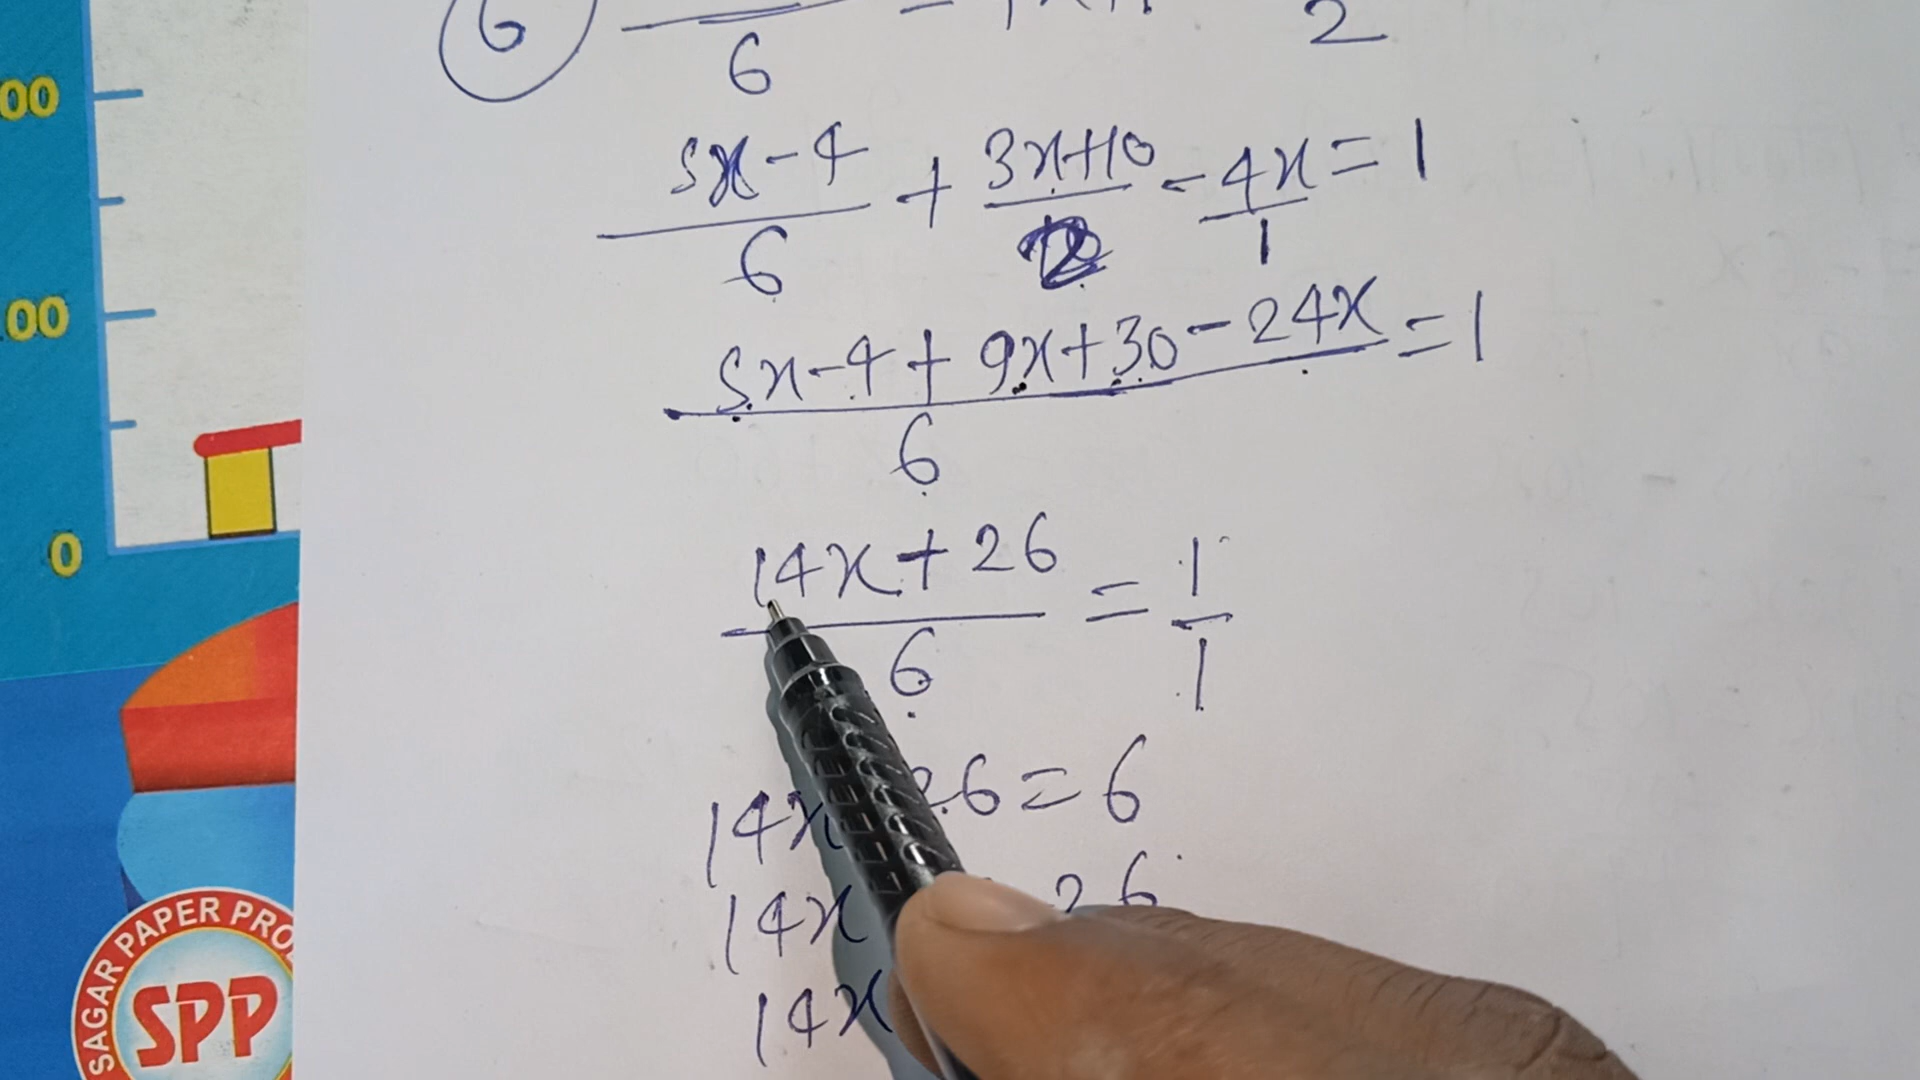 6
6
2
5x-4/6 + 3x+10/2 - 4x/1 = 1
5x-4+9x+30-24x/6 = 1
14x+26/6 = 1/1
14x 26=6
14x 26
14x
00
00
0
SAGAR PAPER PRO
SPP